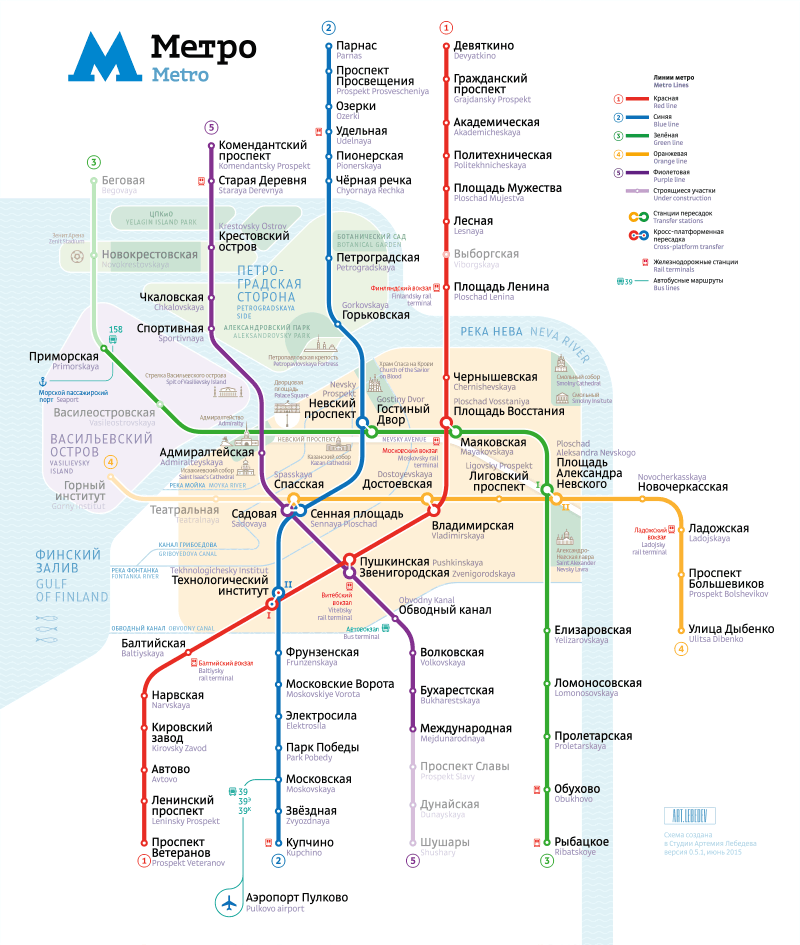 Метро
Metro
2
1
Парнас
Parnas
Проспект
Просвещения
Prospekt Prosvescheniya
Озерки
Ozerki
Удельная
Udelnaya
Пионерская
Pionerskaya
Чёрная речка
Chyornaya Rechka
Петроградская
Petrogradskaya
Gorkovskaya
Горьковская
Девяткино
Devyatkino
Гражданский
проспект
Grajdansky Prospekt
Академическая
Akademicheskaya
Политехническая
Politekhnicheskaya
Площадь Мужества
Ploschad Mujestva
Лесная
Lesnaya
Выборгская
Viborgskaya
Финляндский вокзал
Finlandsky rail
terminal
Площадь Ленина
Ploschad Lenina
Чернышевская
Chernishevskaya
Ploschad Vosstaniya
Площадь Восстания
Линии метро
Metro Lines
1
Красная
Red line
2
Синяя
Blue line
3
Зелёная
Green line
4
Оранжевая
Orange line
5
Фиолетовая
Purple line
Строящиеся участки
Under construction
Станции пересадок
Transfer stations
Кросс-платформенная
пересадка
Cross-platform transfer
Железнодорожные станции
Rail terminals
39
Автобусные маршруты
Bus lines
5
Комендантский
проспект
Komendantsky Prospekt
Старая Деревня
Staraya Derevnya
Krestovsky Ostrov
Крестовский
остров
Чкаловская
Chkalovskaya
Спортивная
Sportivnaya
3
Беговая
Begovaya
Новокрестовская
Novokrestovskaya
Зенит Арена
Zenit Stadium
ЦПКиО
YELAGIN ISLAND PARK
БОТАНИЧЕСКИЙ САД
BOTANICAL GARDEN
ПЕТРО-
ГРАДСКАЯ
СТОРОНА
PETROGRADSKAYA
SIDE
АЛЕКСАНДРОВСКИЙ ПАРК
ALEKSANDROVSKY PARK
Петропавловская крепость
Petropavlovskaya Fortress
РЕКА НЕВА
NEVA RIVER
158
Приморская
Primorskaya
Морской пассажирский
порт
Seaport
Василеостровская
Vasileostrovskaya
ВАСИЛЬЕВСКИЙ
ОСТРОВ
VASILIEVSKY
ISLAND
Стрелка Васильевского острова
Spit of Vasilievsky Island
Дворцовая
площадь
Palace Square
Адмиралтейство
Admiralty
Храм Спаса на Крови
Church of the Savior
on Blood
Смольный собор
Smolny Cathedral
Смольный
Smolny Institute
Nevsky
Prospekt
Невский
проспект
Gostiny Dvor
Гостиный
Двор
НЕВСКИЙ ПРОСПЕКТ
NEVSKY AVENUE
Казанский собор
Kazan Cathedral
Исаакиевский собор
Saint Isaac's Cathedral
Адмиралтейская
Admiralteyskaya
Маяковская
Mayakovskaya
Московский вокзал
Moskovsky rail
terminal
4
Горный
институт
Gorny Institut
РЕКА МОЙКА
MOYKA RIVER
Театральная
Teatralnaya
Spasskaya
Спасская
Dostoyevskaya
Достоевская
Ligovsky Prospekt
Лиговский
проспект
Ploschad
Aleksandra Nevskogo
Площадь
Александра
Невского
I
II
Novocherkasskaya
Новочеркасская
Садовая
Sadovaya
Сенная площадь
Sennaya Ploschad
Владимирская
Vladimirskaya
Ладожский
вокзал
Ladojsky
rail terminal
Ладожская
Ladojskaya
Проспект
Большевиков
Prospekt Bolshevikov
Улица Дыбенко
Ulitsa Dibenko
4
КАНАЛ ГРИБОЕДОВА
GRIBOYEDOVA CANAL
РЕКА ФОНТАНКА
FONTANKA RIVER
ОБВОДНЫЙ КАНАЛ
OBVODNY CANAL
ФИНСКИЙ
ЗАЛИВ
GULF
OF FINLAND
Tekhnologichesky Institut
Технологический
институт
II
I
Пушкинская
Pushkinskaya
Звенигородская
Zvenigorodskaya
Витебский
вокзал
Vitebsky
rail terminal
Obvodny Kanal
Обводный канал
Автовокзал
Bus terminal
Александро-
Невская лавра
Saint Alexander
Nevsky Lavra
Балтийская
Baltiyskaya
Балтийский вокзал
Baltiysky
rail terminal
Нарвская
Narvskaya
Кировский
завод
Kirovsky Zavod
Автово
Avtovo
Ленинский
проспект
Leninsky Prospekt
Проспект
Ветеранов
Prospekt Veteranov
1
Фрунзенская
Frunzenskaya
Московские Ворота
Moskovskiye Vorota
Электросила
Elektrosila
Парк Победы
Park Pobedy
Московская
Moskovskaya
39
39Э
39К
Звёздная
Zvyozdnaya
Купчино
Kupchino
2
Аэропорт Пулково
Pulkovo airport
Волковская
Volkovskaya
Бухарестская
Bukharestskaya
Международная
Mejdunarodnaya
Проспект Славы
Prospekt Slavy
Дунайская
Dunayskaya
Шушары
Shushary
5
Елизаровская
Yelizarovskaya
Ломоносовская
Lomonosovskaya
Пролетарская
Proletarskaya
Обухово
Obukhovo
Рыбацкое
Ribatskoye
3
ART.LEBEDEV
Схема создана
в Студии Артемия Лебедева
версия 0.5.1, июнь 2015